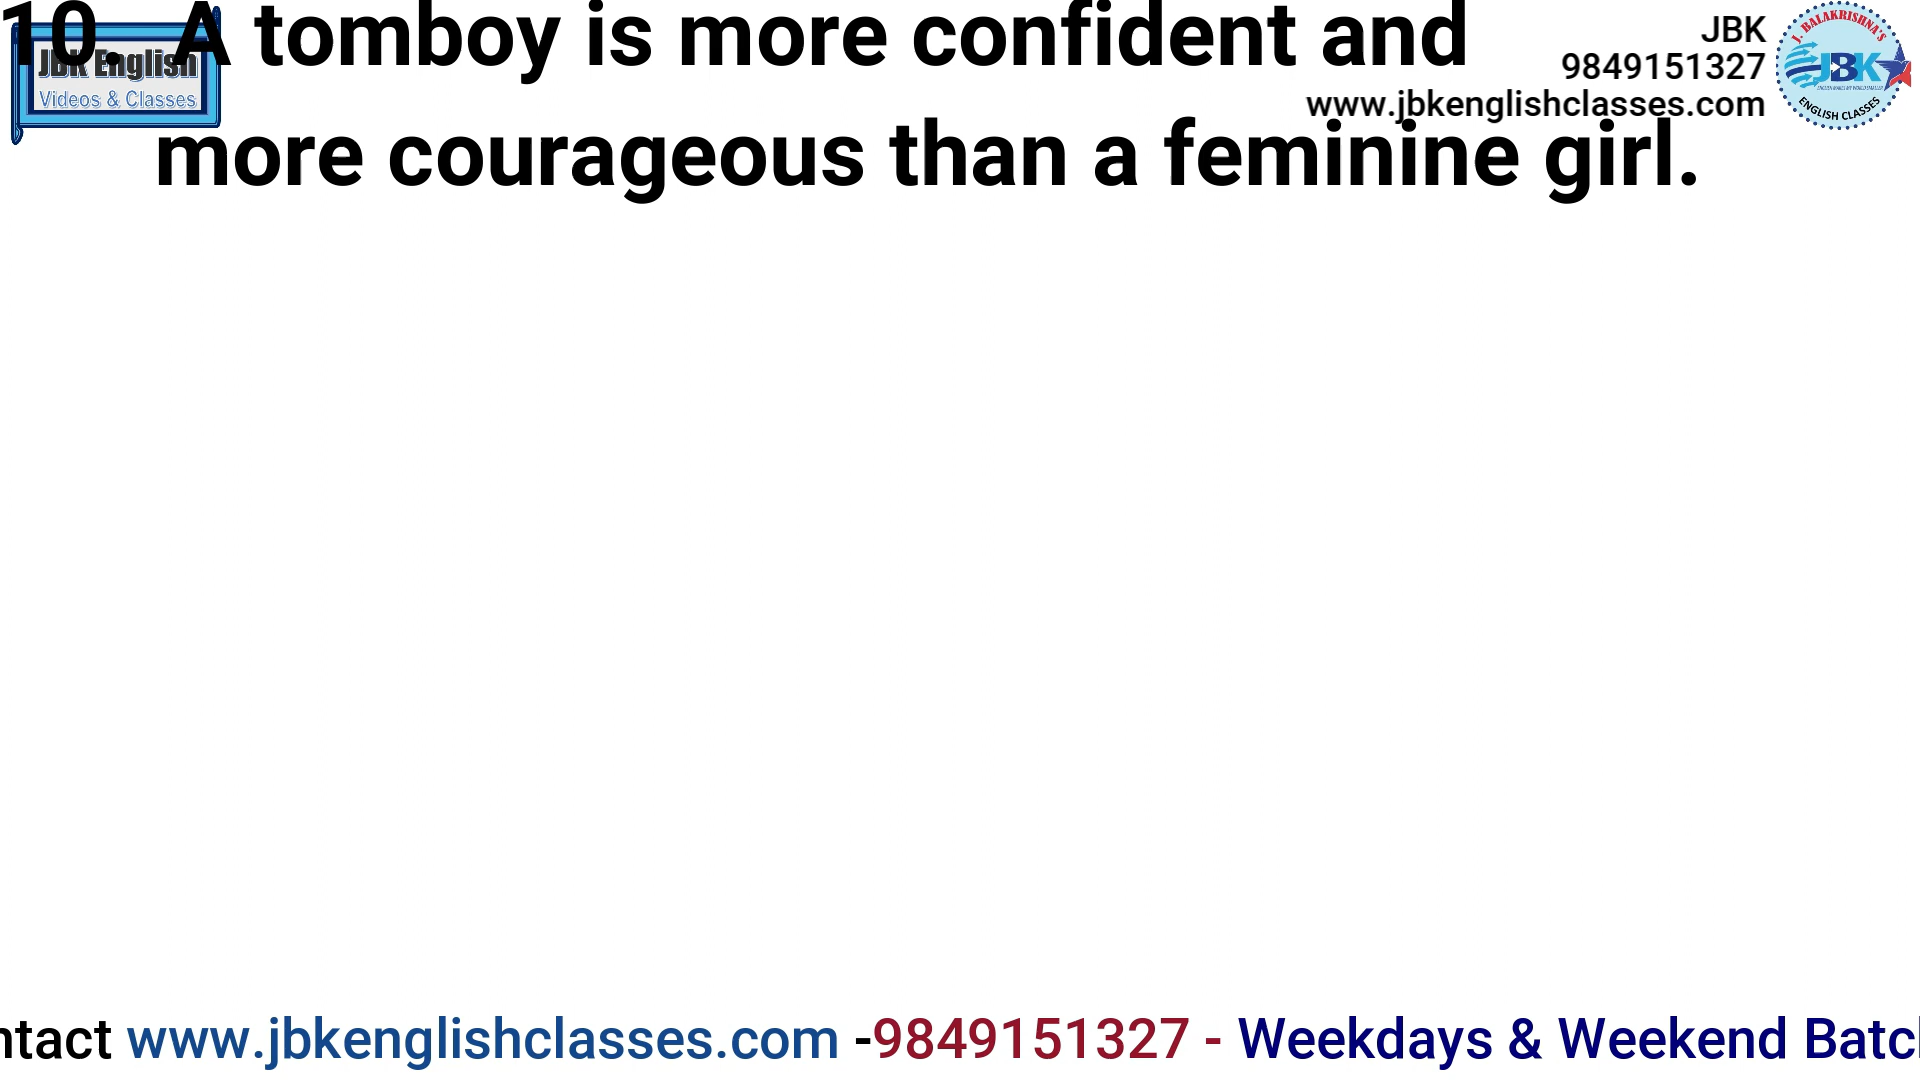 10. A tomboy is more confident and
more courageous than a feminine girl.
JBK English
Videos & Classes
JBK
9849151327
www.jbkenglishclasses.com
J. BALAKRISHNA'S
JBK
ENGLISH CLASSES
ntact www.jbkenglishclasses.com -9849151327 - Weekdays & Weekend Batc